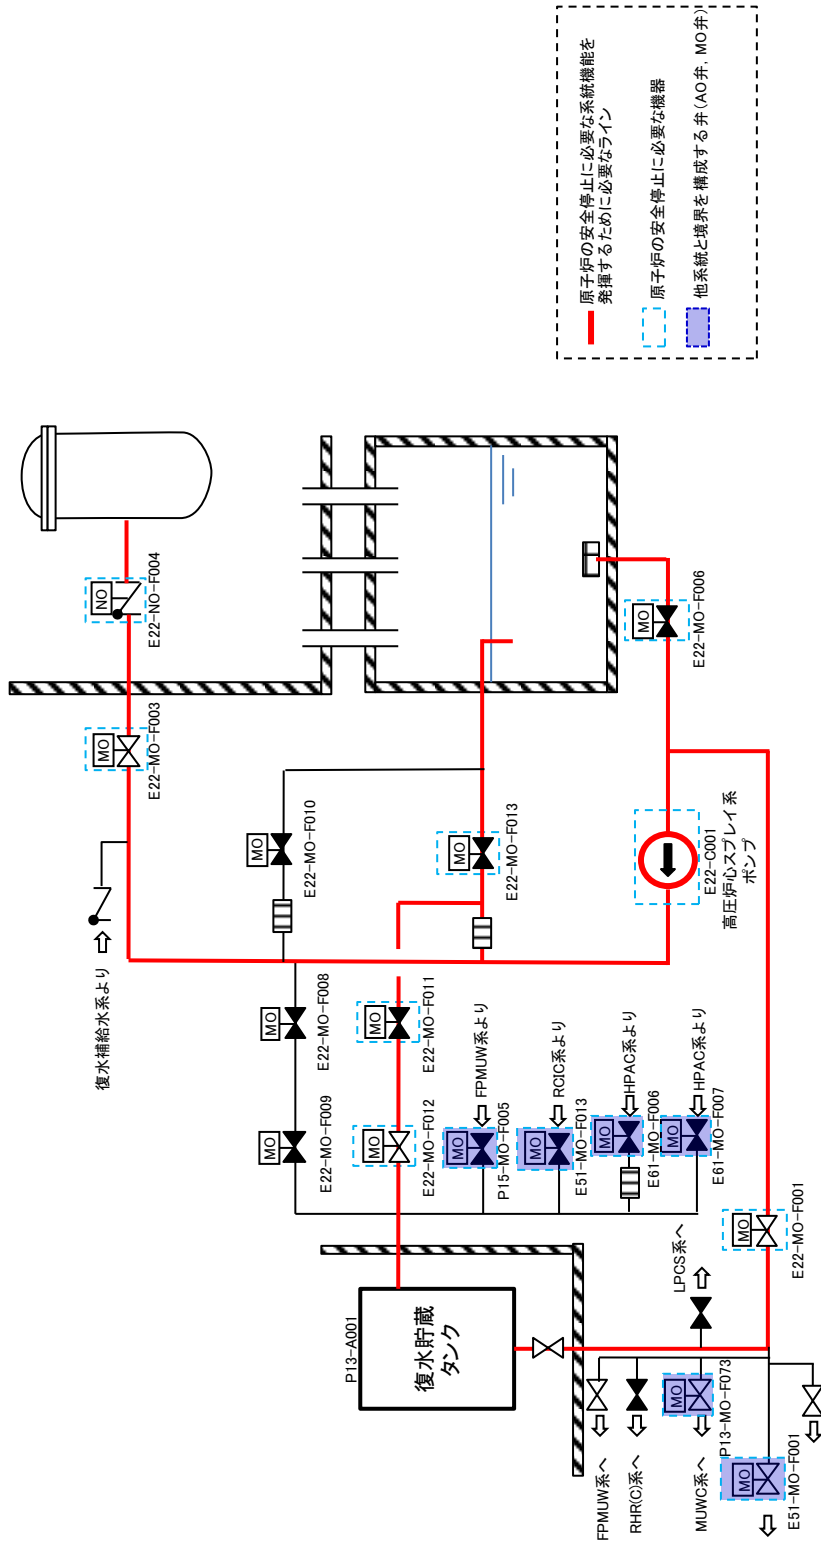 原子炉の安全停止に必要な系統機能を
発揮するために必要なライン
原子炉の安全停止に必要な機器
他系統と境界を構成する弁(AO弁, MO弁)
NO
E22-NO-F004
MO
E22-MO-F003
復水補給水系より
MO
E22-MO-F010
MO
E22-MO-F013
MO
E22-MO-F006
E22-C001
高圧炉心スプレイ系
ポンプ
MO
E22-MO-F008
MO
E22-MO-F009
MO
E22-MO-F011
MO
E22-MO-F012
FPMUW系より
MO
P15-MO-F005
RCIC系より
MO
E51-MO-F013
HPAC系より
MO
E61-MO-F006
HPAC系より
MO
E61-MO-F007
MO
E22-MO-F001
P13-A001
復水貯蔵
タンク
LPCS系へ
FPMUW系へ
RHR(C)系へ
MUWC系へ
MO
P13-MO-F073
MO
E51-MO-F001